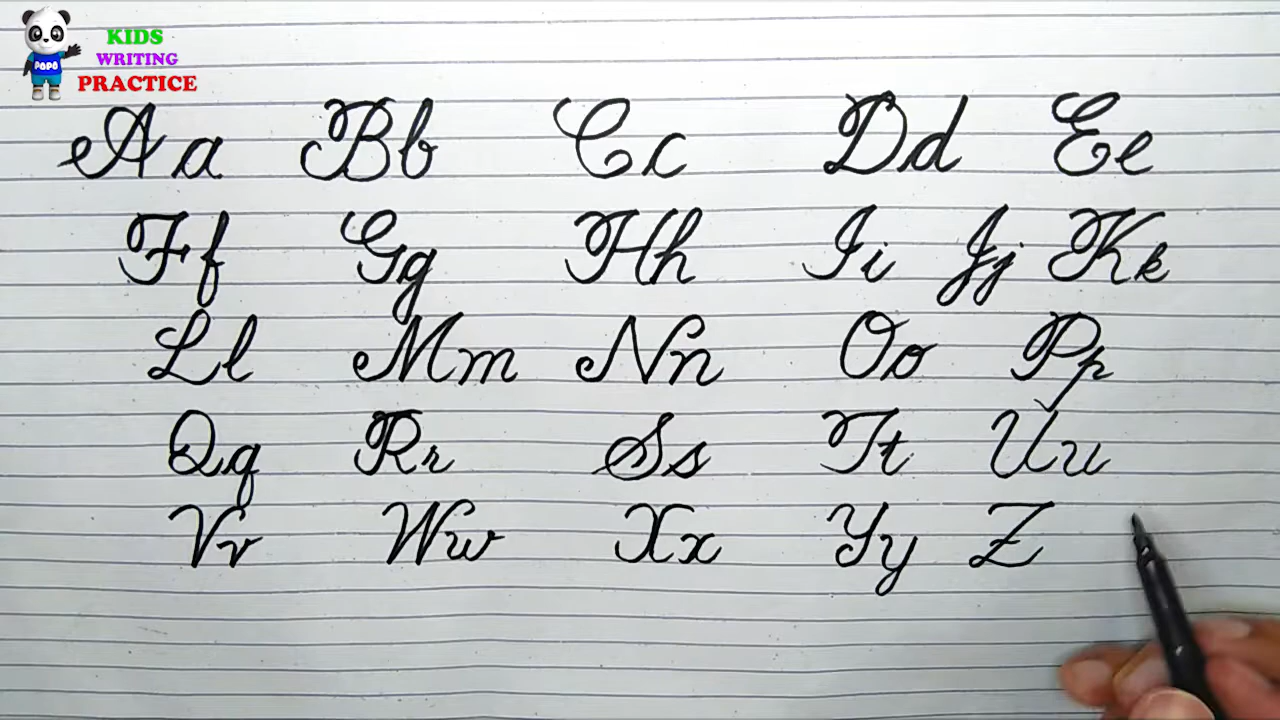 KIDS
WRITING
PRACTICE
POPO
Aa Bb Cc Dd Ee
Ff Gg Hh Ii Jj Kk
Ll Mm Nn Oo Pp
Qq Rr Ss Tt Uu
Vv Ww Xx Yy Z